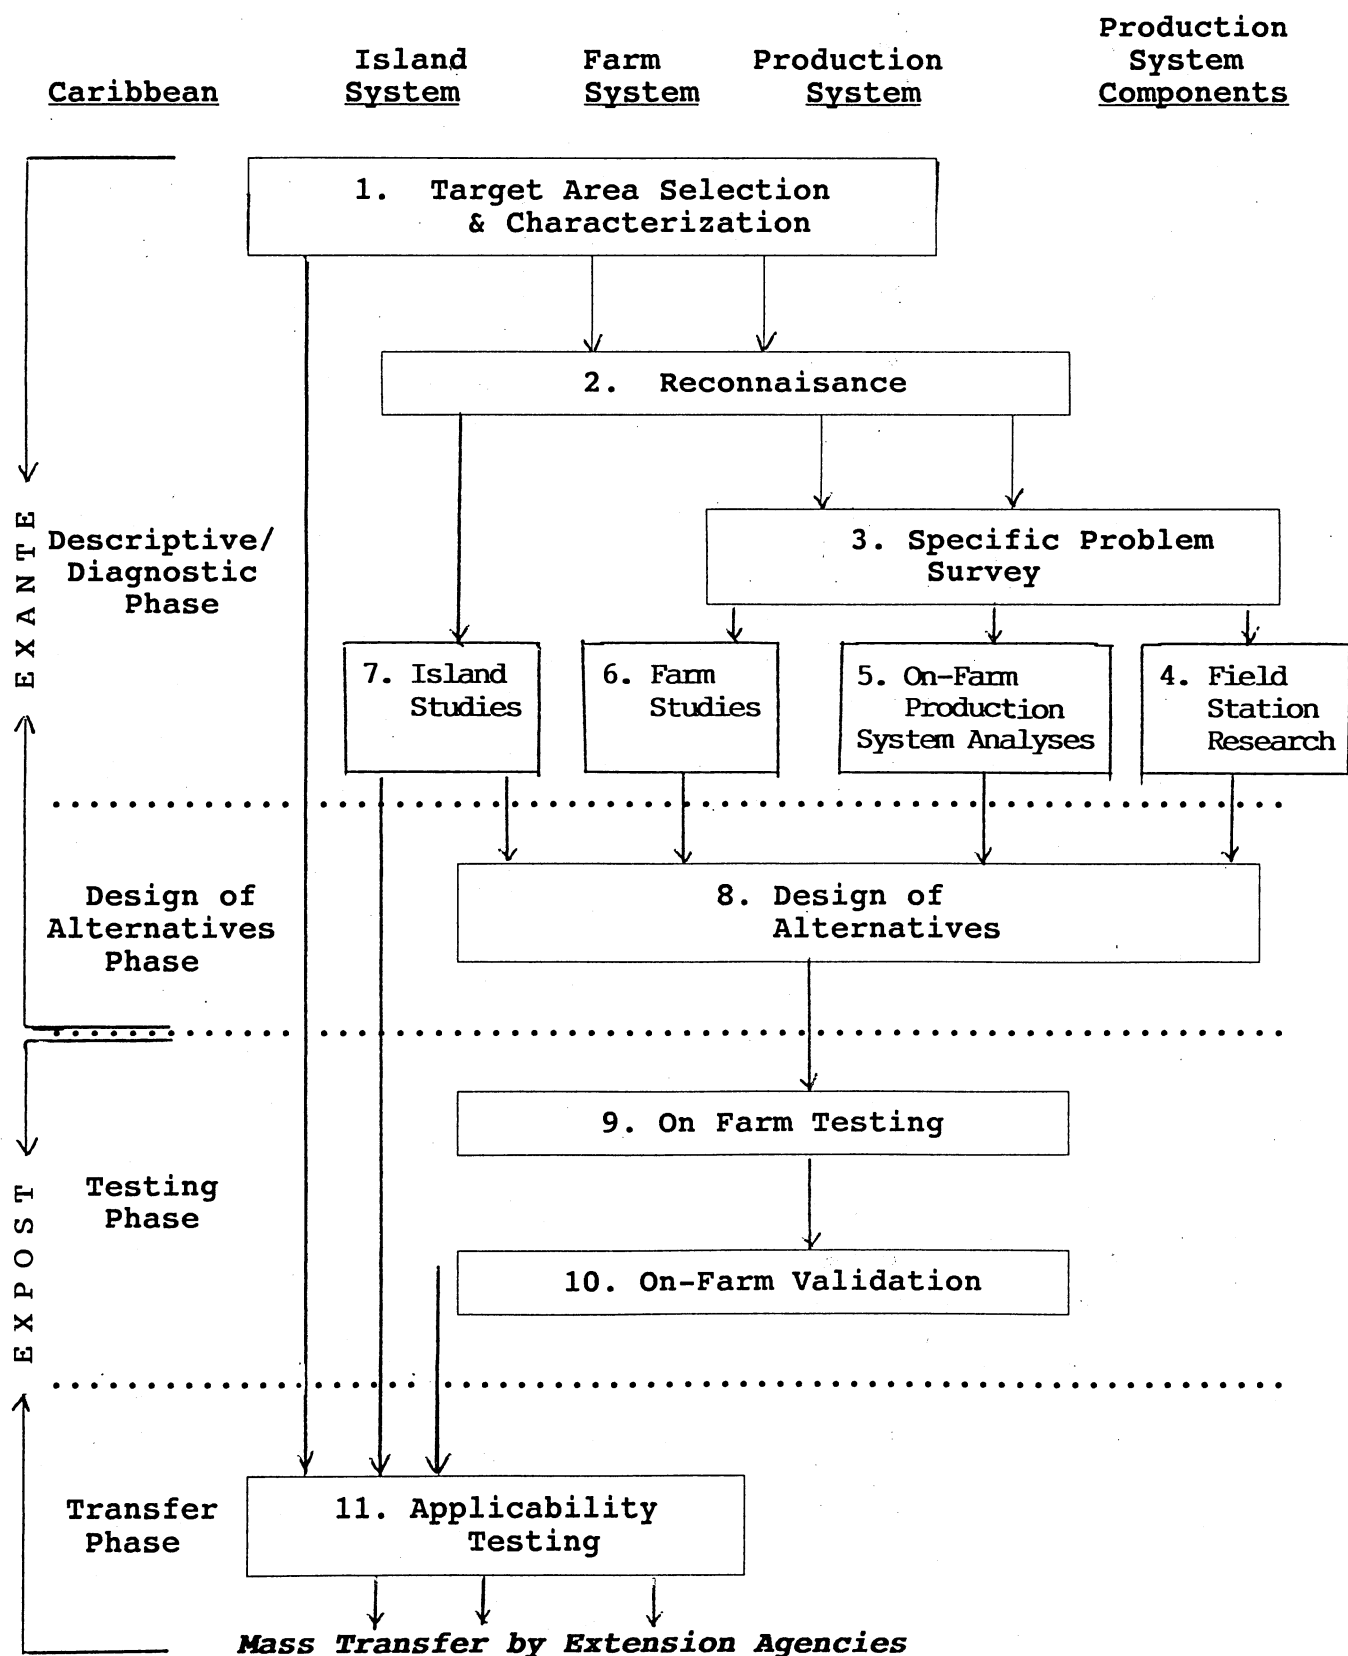 Caribbean
Island
System
Farm
System
Production
System
Production
System
Components
1. Target Area Selection
& Characterization
2. Reconnaisance
3. Specific Problem
Survey
EXANTE
Descriptive/
Diagnostic
Phase
7. Island
Studies
6. Farm
Studies
5. On-Farm
Production
System Analyses
4. Field
Station
Research
Design of
Alternatives
Phase
8. Design of
Alternatives
9. On Farm Testing
EXPOST
Testing
Phase
10. On-Farm Validation
Transfer
Phase
11. Applicability
Testing
Mass Transfer by Extension Agencies